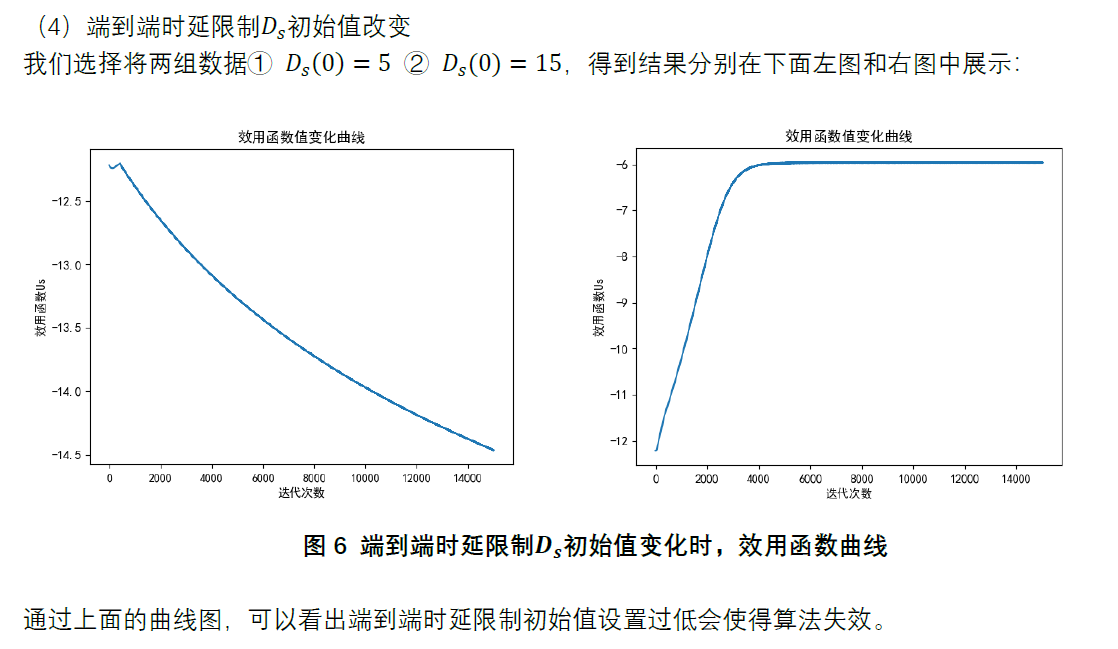 （4）端到端时延限制Ds初始值改变
我们选择将两组数据① Ds(0) = 5 ② Ds(0) = 15，得到结果分别在下面左图和右图中展示：
效用函数值变化曲线
效用函数Us
−12.5
−13.0
−13.5
−14.0
−14.5
0 2000 4000 6000 8000 10000 12000 14000
迭代次数
效用函数值变化曲线
效用函数Us
−6
−7
−8
−9
−10
−11
−12
0 2000 4000 6000 8000 10000 12000 14000
迭代次数
图 6 端到端时延限制Ds初始值变化时，效用函数曲线
通过上面的曲线图，可以看出端到端时延限制初始值设置过低会使得算法失效。